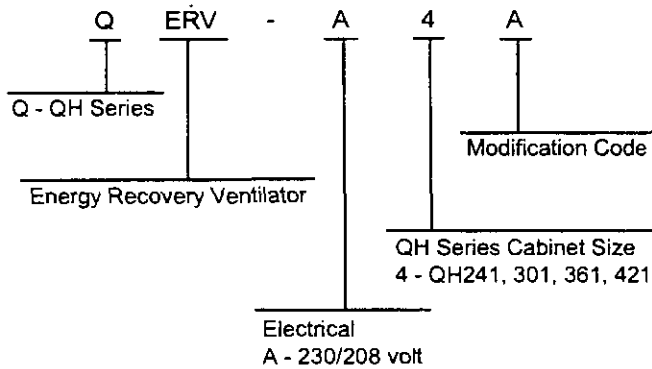 Q ERV - A 4 A
Q - QH Series
Modification Code
Energy Recovery Ventilator
QH Series Cabinet Size
4 - QH241, 301, 361, 421
Electrical
A - 230/208 volt